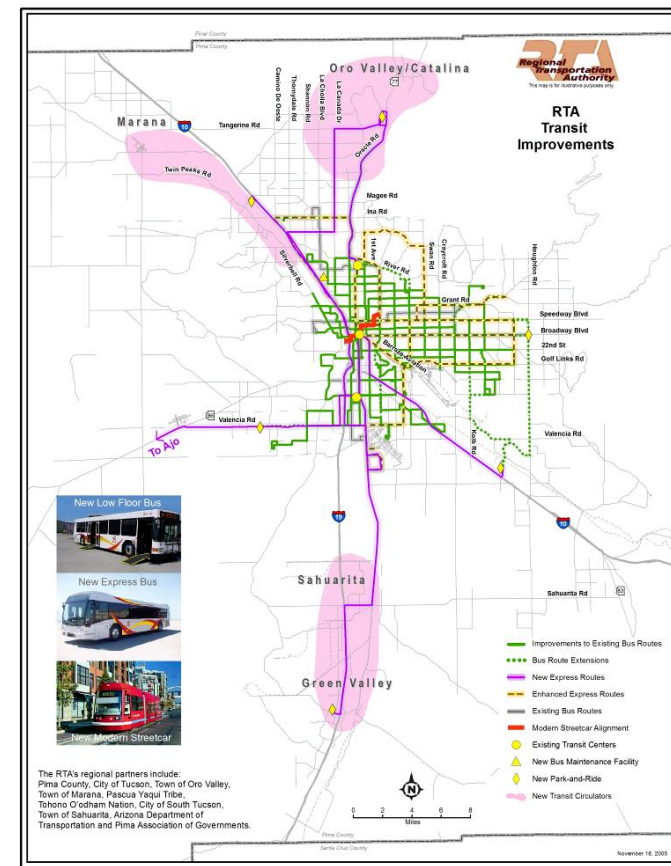 Pinal County
Pima County
RTA
Regional
Transportation
Authority
This map is for illustrative purposes only.
RTA
Transit
Improvements
Oro Valley/Catalina
77
Camino De Oeste
Thornydale Rd
Shannon Rd
La Cholla Blvd
La Canada Dr
Marana
10
Tangerine Rd
Oracle Rd
Twin Peaks Rd
Magee Rd
Ina Rd
Silverbell Rd
1st Ave
River Rd
Swan Rd
Craycroft Rd
Houghton Rd
Grant Rd
Speedway Blvd
Broadway Blvd
22nd St
Golf Links Rd
Barraza-Aviation
86
Valencia Rd
To Ajo
Kolb Rd
Valencia Rd
New Low Floor Bus
19
10
New Express Bus
Sahuarita
Sahuarita Rd
83
Green Valley
New Modern Streetcar
Improvements to Existing Bus Routes
Bus Route Extensions
New Express Routes
Enhanced Express Routes
Existing Bus Routes
Modern Streetcar Alignment
Existing Transit Centers
New Bus Maintenance Facility
New Park-and-Ride
New Transit Circulators
The RTA's regional partners include:
Pima County, City of Tucson, Town of Oro Valley,
Town of Marana, Pascua Yaqui Tribe,
Tohono O'odham Nation, City of South Tucson,
Town of Sahuarita, Arizona Department of
Transportation and Pima Association of Governments.
N
0 2 4 6 8
Miles
Pima County
Santa Cruz County
November 18, 2005